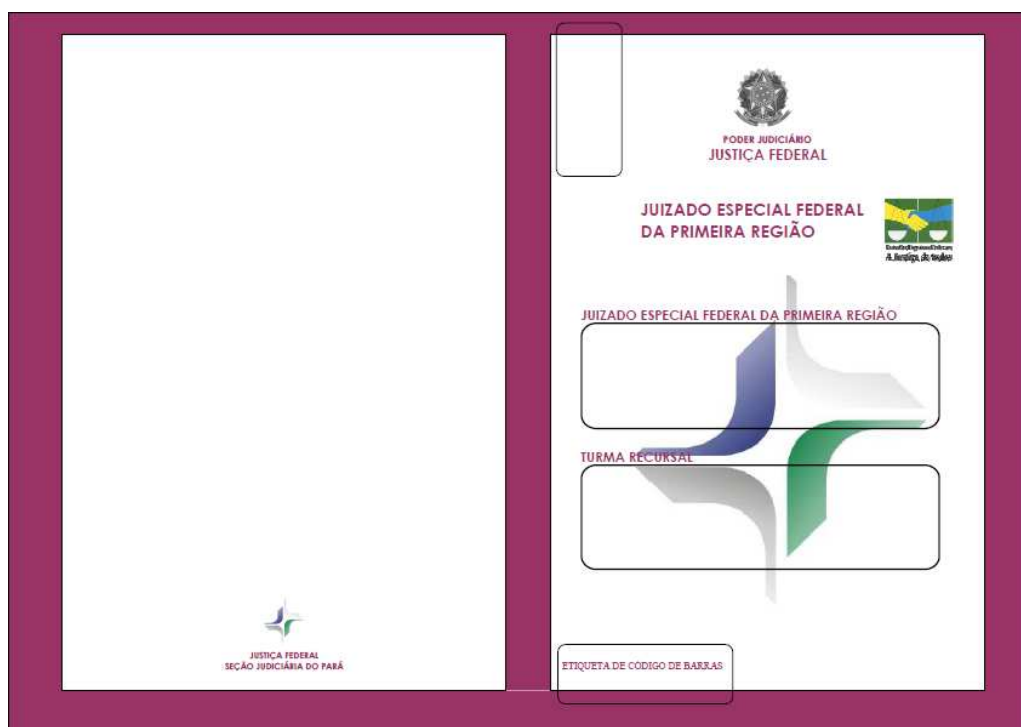 JUSTIÇA FEDERAL
SEÇÃO JUDICIÁRIA DO PARÁ
PODER JUDICIÁRIO
JUSTIÇA FEDERAL
JUIZADO ESPECIAL FEDERAL
DA PRIMEIRA REGIÃO
JUIZADO ESPECIAL FEDERAL DA PRIMEIRA REGIÃO
TURMA RECURSAL
ETIQUETA DE CÓDIGO DE BARRAS